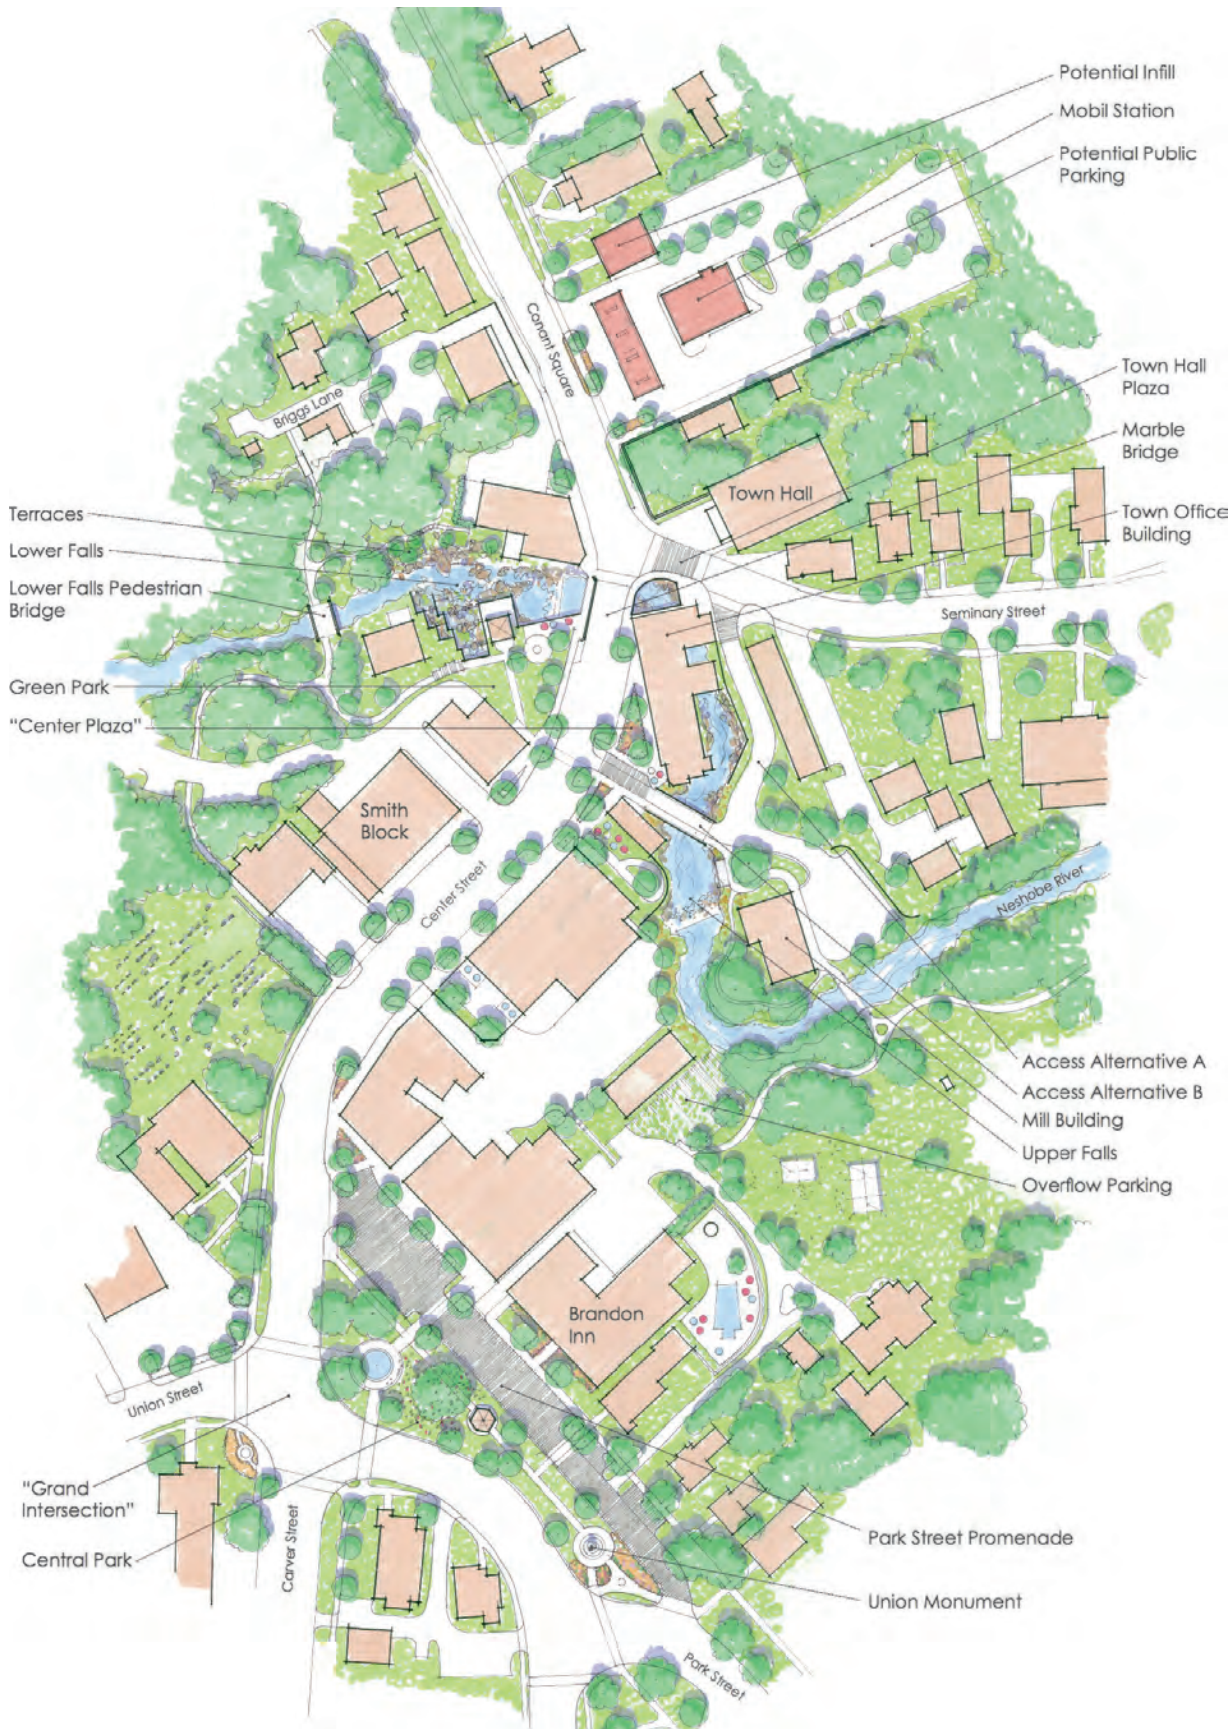 Potential Infill
Mobil Station
Potential Public
Parking
Conant Square
Town Hall
Plaza
Briggs Lane
Marble
Bridge
Town Hall
Terraces
Town Office
Building
Lower Falls
Lower Falls Pedestrian
Bridge
Seminary Street
Green Park
"Center Plaza"
Smith
Block
Center Street
Neshobe River
Access Alternative A
Access Alternative B
Mill Building
Upper Falls
Overflow Parking
Brandon
Inn
Union Street
"Grand
Intersection"
Carver Street
Central Park
Park Street Promenade
Union Monument
Park Street